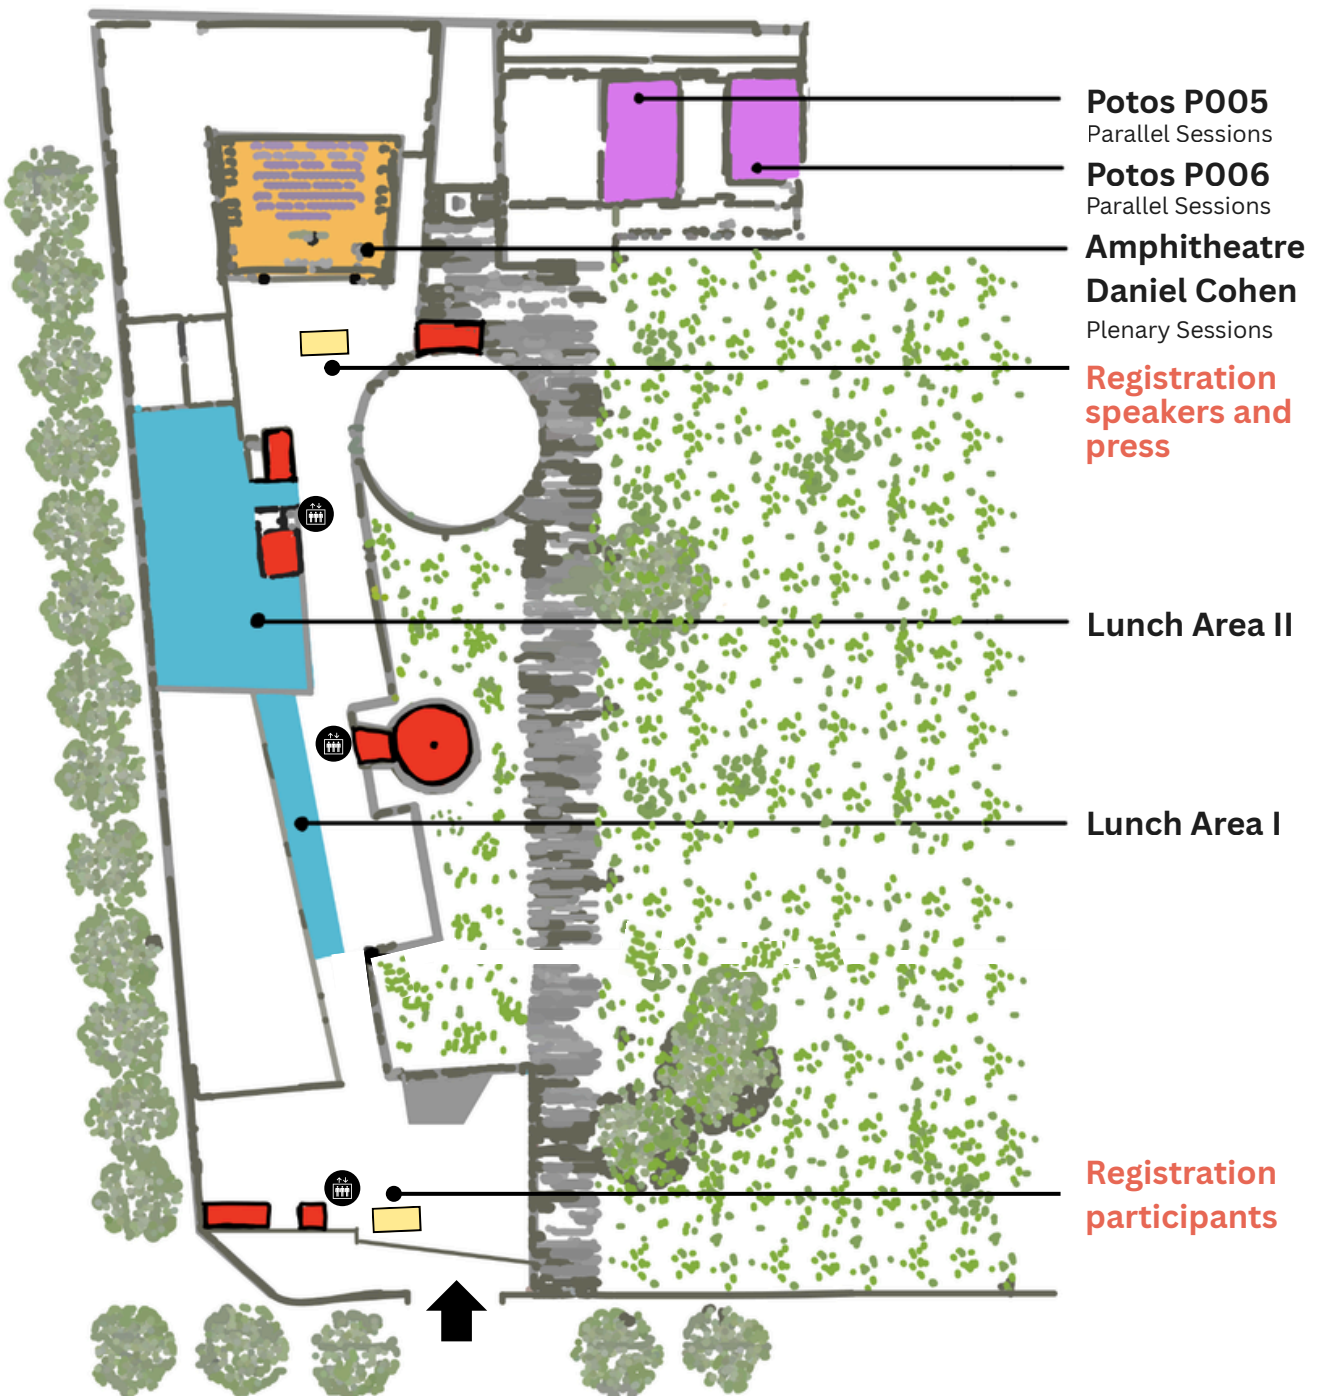 Potos P005
Parallel Sessions
Potos P006
Parallel Sessions
Amphitheatre
Daniel Cohen
Plenary Sessions
Registration
speakers and
press
Lunch Area II
Lunch Area I
Registration
participants